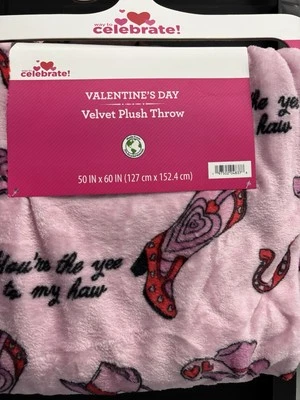 way to
celebrate!
way to
celebrate!
VALENTINE'S DAY
Velvet Plush Throw
50 IN x 60 IN (127 cm x 152.4 cm)
the yee
haw
You're the yee
to my haw